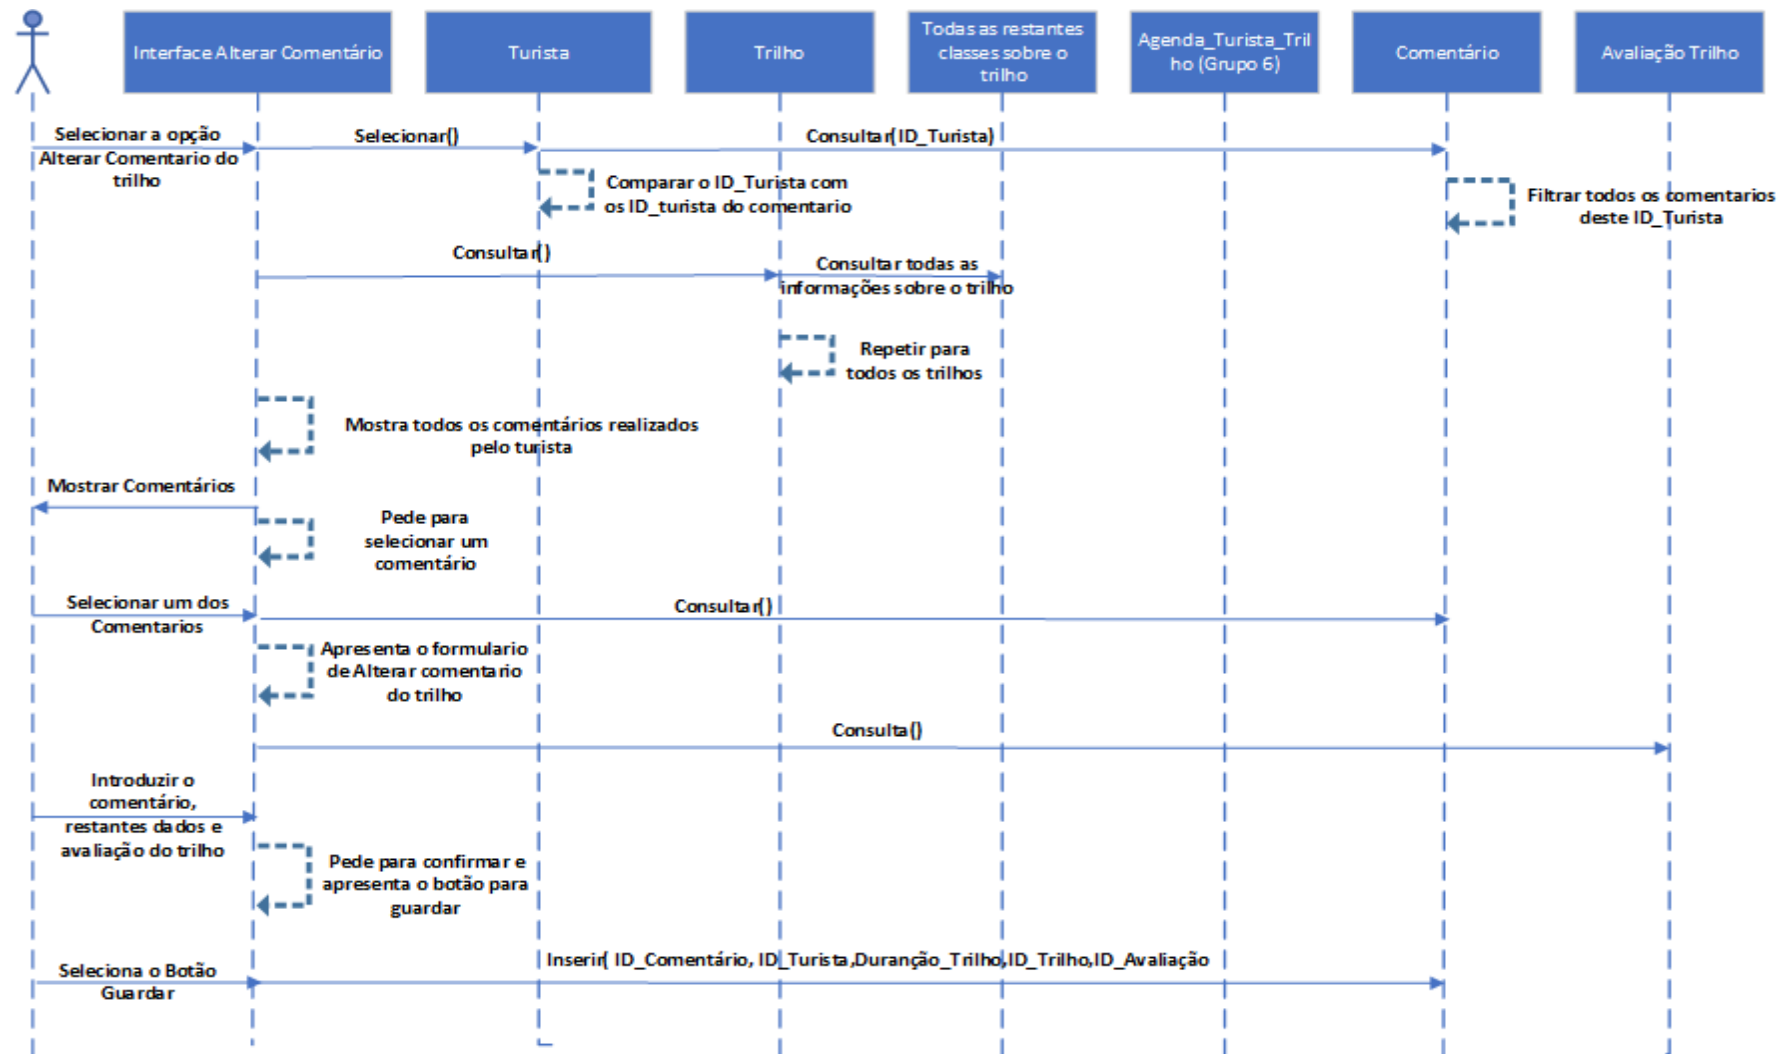 Interface Alterar Comentário
Turista
Trilho
Todas as restantes
classes sobre o
trilho
Agenda_Turista_Tril
ho (Grupo 6)
Comentário
Avaliação Trilho
Selecionar a opção
Alterar Comentario do
trilho
Selecionar()
Consultar(ID_Turista)
Comparar o ID_Turista com
os ID_turista do comentario
Filtrar todos os comentarios
deste ID_Turista
Consultar()
Consultar todas as
informações sobre o trilho
Repetir para
todos os trilhos
Mostra todos os comentários realizados
pelo turista
Mostrar Comentários
Pede para
selecionar um
comentário
Selecionar um dos
Comentarios
Consultar()
Apresenta o formulario
de Alterar comentario
do trilho
Consulta()
Introduzir o
comentário,
restantes dados e
avaliação do trilho
Pede para confirmar e
apresenta o botão para
guardar
Seleciona o Botão
Guardar
Inserir( ID_Comentário, ID_Turista,Duranção_Trilho,ID_Trilho,ID_Avaliação